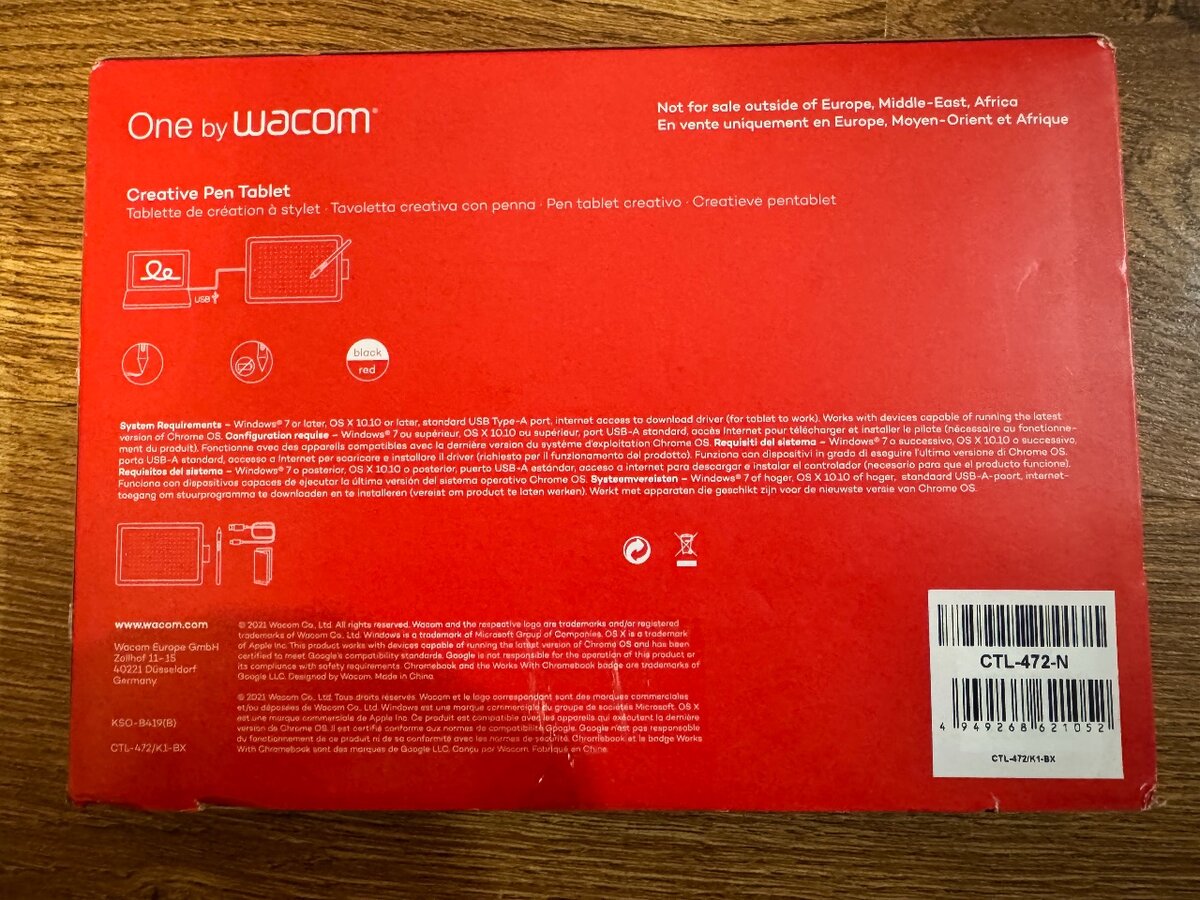 One by wacom®
Not for sale outside of Europe, Middle-East, Africa
En vente uniquement en Europe, Moyen-Orient et Afrique
Creative Pen Tablet
Tablette de création à stylet · Tavoletta creativa con penna · Pen tablet creativo · Creatieve pentablet
USB
black
red
System Requirements – Windows® 7 or later, OS X 10.10 or later, standard USB Type-A port, internet access to download driver (for tablet to work). Works with devices capable of running the latest
version of Chrome OS. Configuration requise – Windows® 7 ou supérieur, OS X 10.10 ou supérieur, port USB-A standard, accès Internet pour télécharger et installer le pilote (nécessaire au fonctionne-
ment du produit). Fonctionne avec des appareils compatibles avec la dernière version du système d'exploitation Chrome OS. Requisiti del sistema – Windows® 7 o successivo, OS X 10.10 o successivo,
porta USB-A standard, accesso a Internet per scaricare e installare il driver (richiesto per il funzionamento del prodotto). Funziona con dispositivi in grado di eseguire l'ultima versione di Chrome OS.
Requisitos del sistema – Windows® 7 o posterior, OS X 10.10 o posterior, puerto USB-A estándar, acceso a internet para descargar e instalar el controlador (necesario para que el producto funcione).
Funciona con dispositivos capaces de ejecutar la última versión del sistema operativo Chrome OS. Systeemvereisten – Windows® 7 of hoger, OS X 10.10 of hoger, standaard USB-A-poort, internet-
toegang om stuurprogramma te downloaden en te installeren (vereist om product te laten werken). Werkt met apparaten die geschikt zijn voor de nieuwste versie van Chrome OS.
www.wacom.com
Wacom Europe GmbH
Zollhof 11-15
40221 Düsseldorf
Germany
KSO-B419(B)
CTL-472/K1-BX
© 2021 Wacom Co., Ltd. All rights reserved. Wacom and the respective logo are trademarks and/or registered
trademarks of Wacom Co., Ltd. Windows is a trademark of Microsoft Group of Companies. OS X is a trademark
of Apple Inc. This product works with devices capable of running the latest version of Chrome OS and has been
certified to meet Google's compatibility standards. Google is not responsible for the operation of this product or
its compliance with safety requirements. Chromebook and the Works With Chromebook badge are trademarks of
Google LLC. Designed by Wacom. Made in China.
© 2021 Wacom Co., Ltd. Tous droits réservés. Wacom et le logo correspondant sont des marques commerciales
et/ou déposées de Wacom Co., Ltd. Windows est une marque commerciale du groupe de sociétés Microsoft. OS X
est une marque commerciale de Apple Inc. Ce produit est compatible avec les appareils qui exécutent la dernière
version de Chrome OS. Il est certifié conforme aux normes de compatibilité Google. Google n'est pas responsable
du fonctionnement de ce produit ni de sa conformité avec les normes de sécurité. Chromebook et le badge Works
With Chromebook sont des marques de Google LLC. Conçu par Wacom. Fabriqué en Chine.
CTL-472-N
4 949268 621052
CTL-472/K1-BX